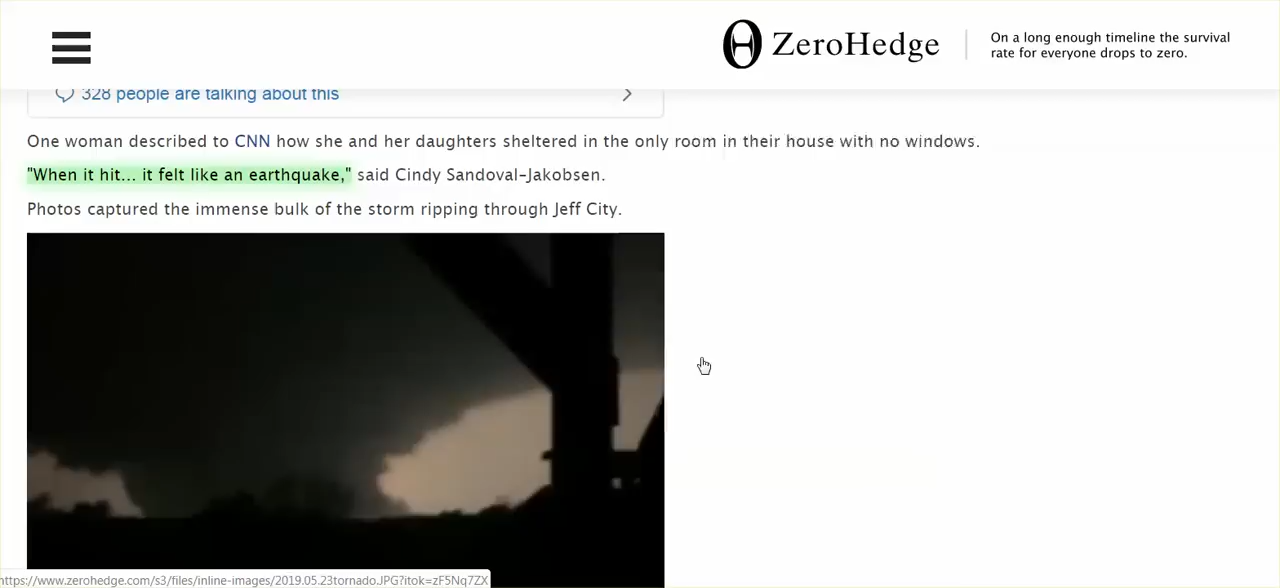 ZeroHedge
On a long enough timeline the survival
rate for everyone drops to zero.
328 people are talking about this
One woman described to CNN how she and her daughters sheltered in the only room in their house with no windows.
"When it hit... it felt like an earthquake," said Cindy Sandoval-Jakobsen.
Photos captured the immense bulk of the storm ripping through Jeff City.
https://www.zerohedge.com/s3/files/inline-images/2019.05.23tornado.JPG?itok=zF5Nq7ZX